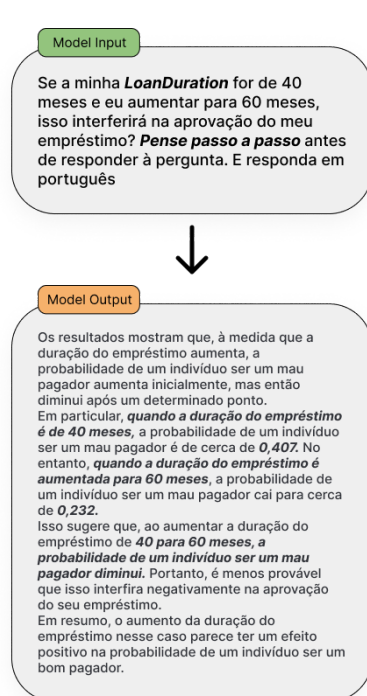 Model Input
Se a minha LoanDuration for de 40
meses e eu aumentar para 60 meses,
isso interferirá na aprovação do meu
empréstimo? Pense passo a passo antes
de responder à pergunta. E responda em
português
Model Output
Os resultados mostram que, à medida que a
duração do empréstimo aumenta, a
probabilidade de um indivíduo ser um mau
pagador aumenta inicialmente, mas então
diminui após um determinado ponto.
Em particular, quando a duração do empréstimo
é de 40 meses, a probabilidade de um indivíduo
ser um mau pagador é de cerca de 0,407. No
entanto, quando a duração do empréstimo é
aumentada para 60 meses, a probabilidade de
um indivíduo ser um mau pagador cai para cerca
de 0,232.
Isso sugere que, ao aumentar a duração do
empréstimo de 40 para 60 meses, a
probabilidade de um indivíduo ser um mau
pagador diminui. Portanto, é menos provável
que isso interfira negativamente na aprovação
do seu empréstimo.
Em resumo, o aumento da duração do
empréstimo nesse caso parece ter um efeito
positivo na probabilidade de um indivíduo ser um
bom pagador.